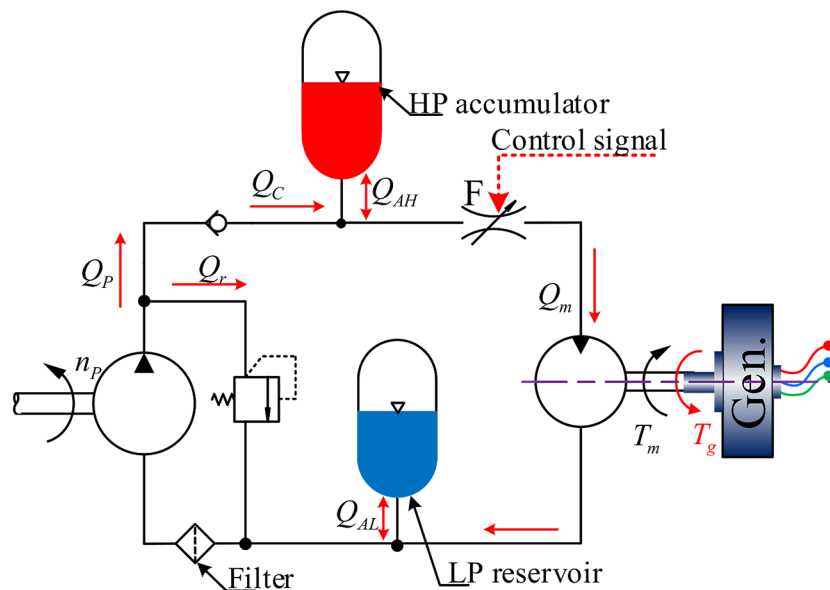 HP accumulator
Control signal
Q_C
Q_AH
F
Q_P
Q_r
Q_m
n_P
Gen.
T_m
T_g
Q_AL
Filter
LP reservoir